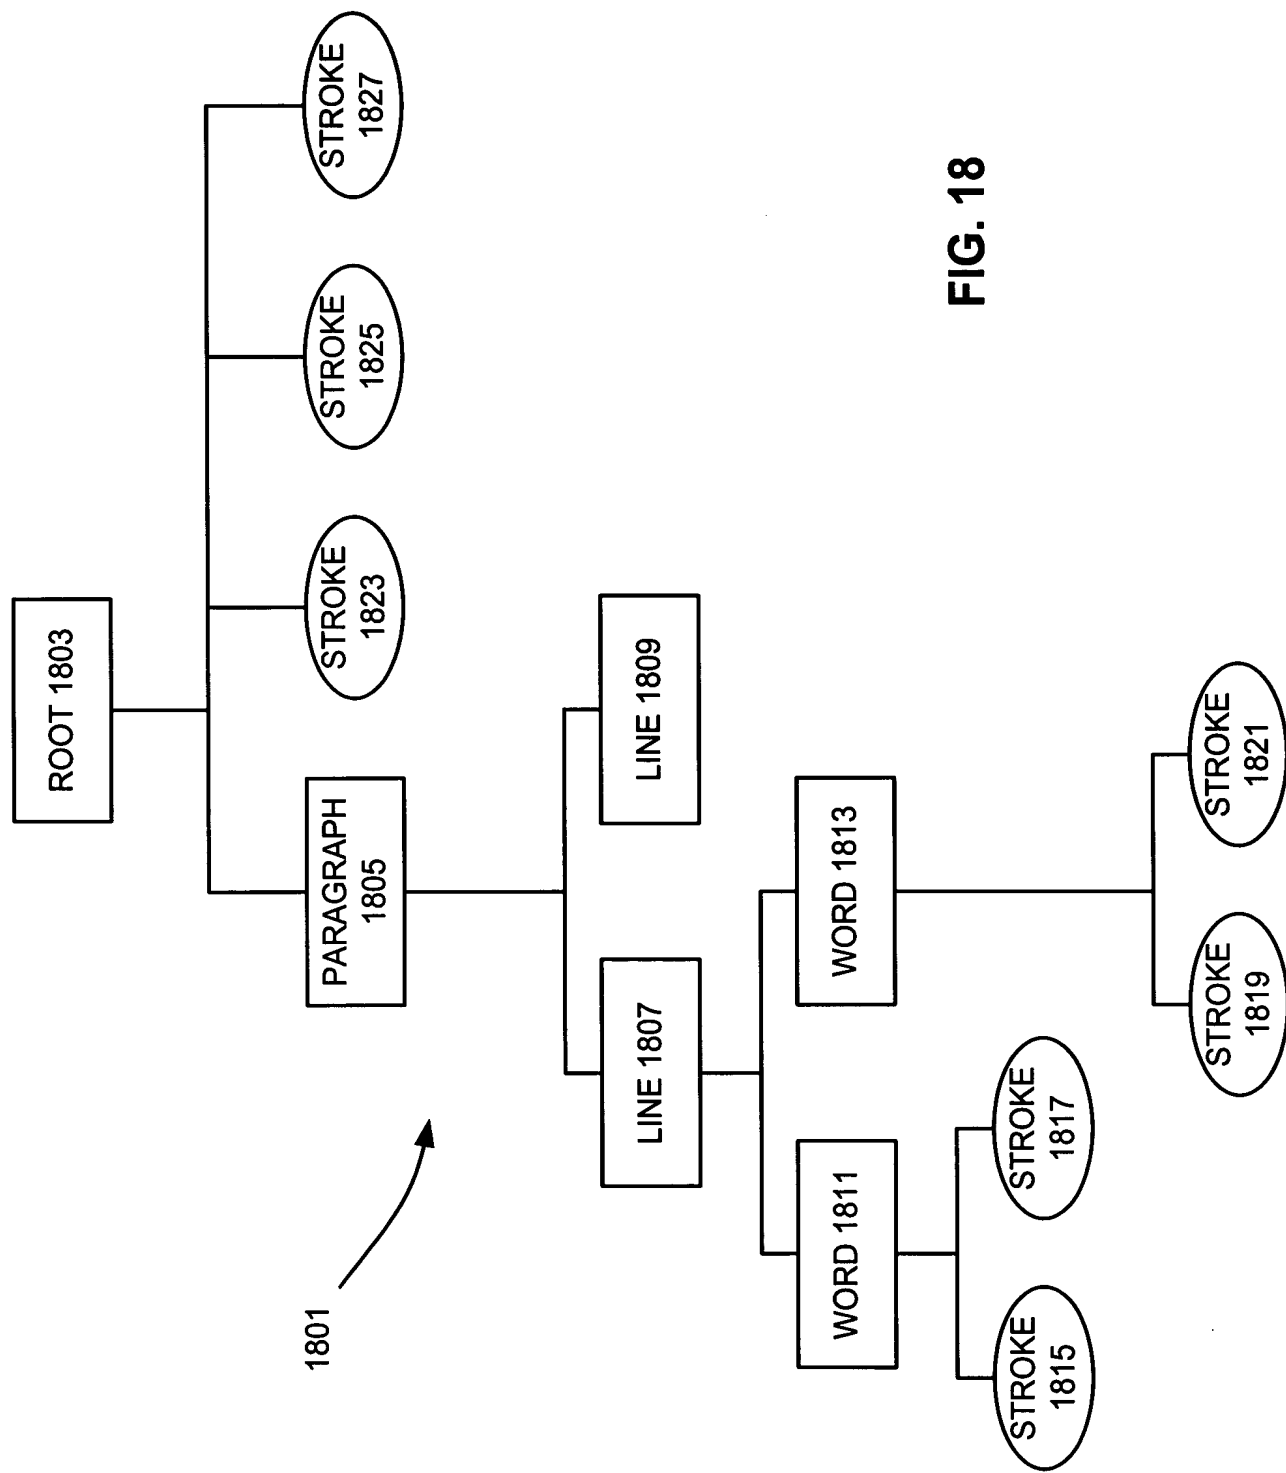 ROOT 1803
PARAGRAPH
1805
STROKE
1823
STROKE
1825
STROKE
1827
LINE 1807
LINE 1809
WORD 1811
WORD 1813
STROKE
1815
STROKE
1817
STROKE
1819
STROKE
1821
1801
FIG. 18